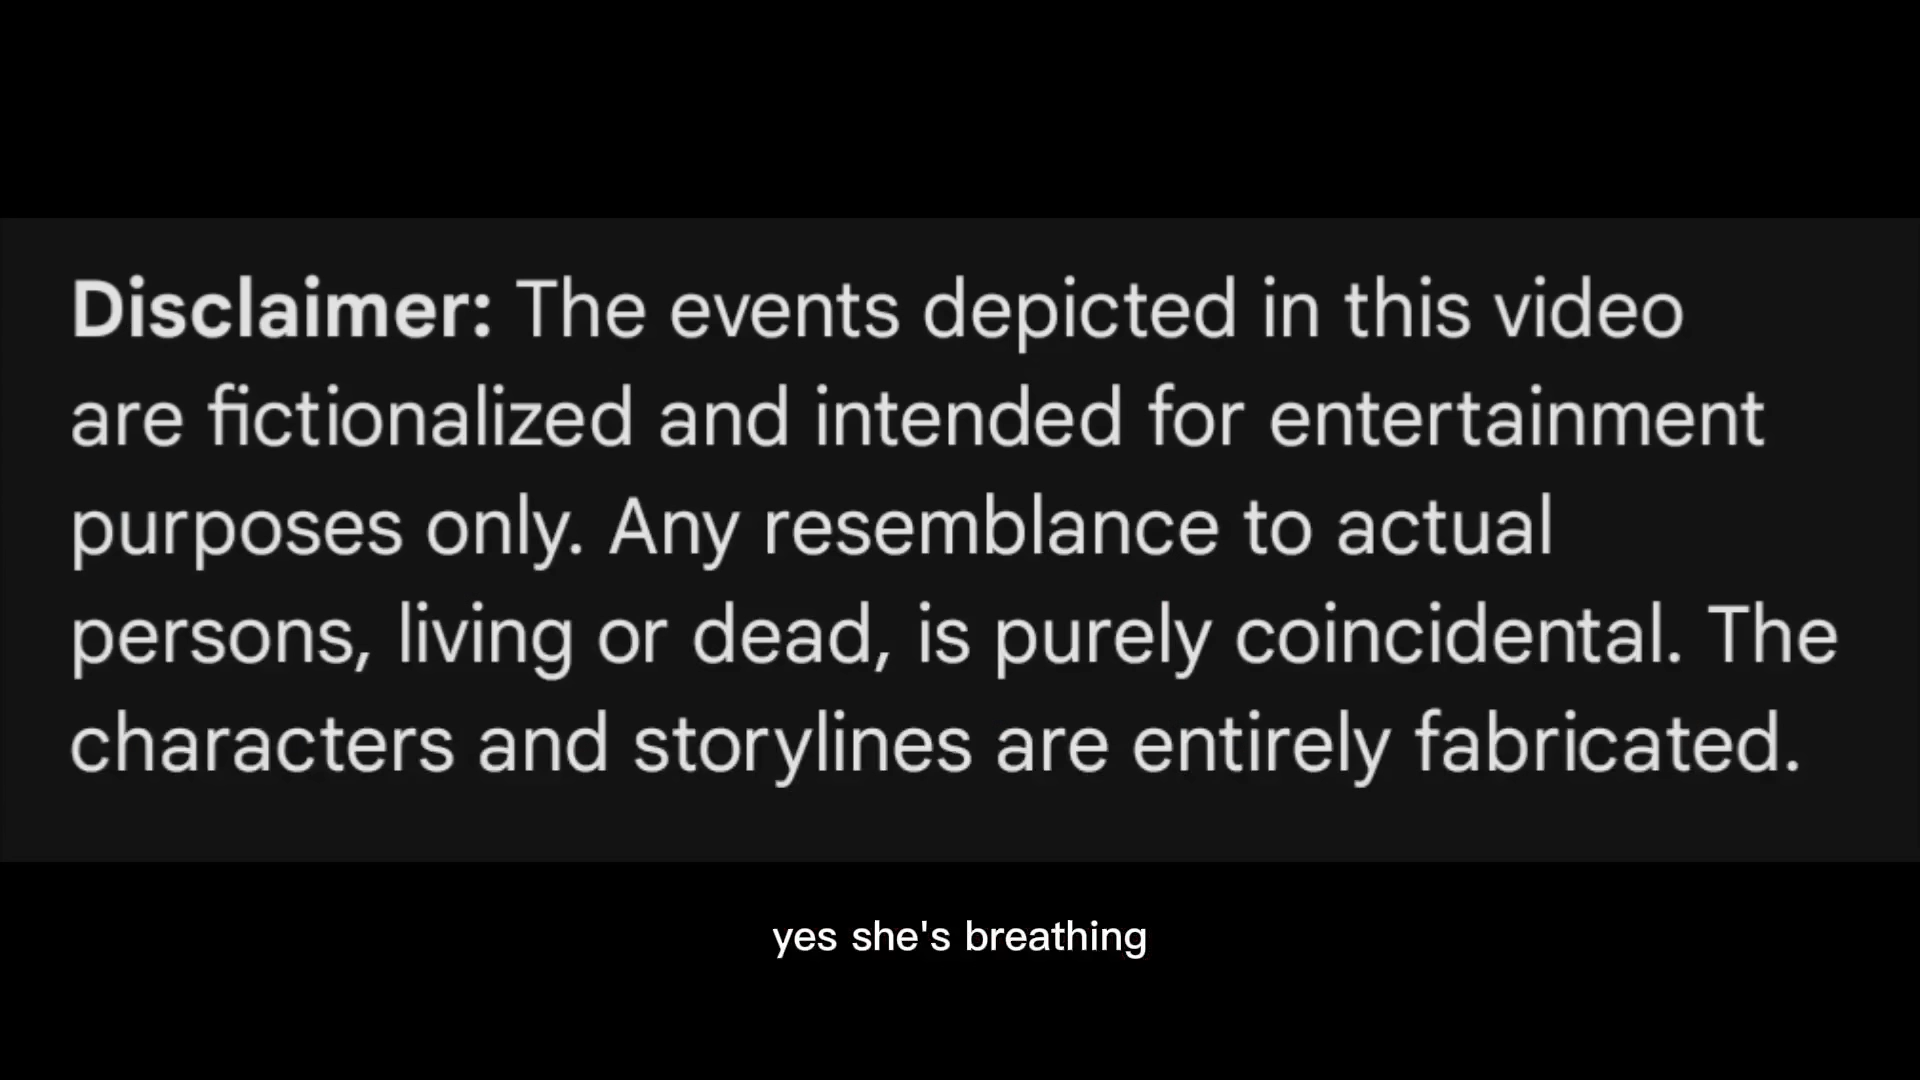 Disclaimer: The events depicted in this video
are fictionalized and intended for entertainment
purposes only. Any resemblance to actual
persons, living or dead, is purely coincidental. The
characters and storylines are entirely fabricated.
yes she's breathing